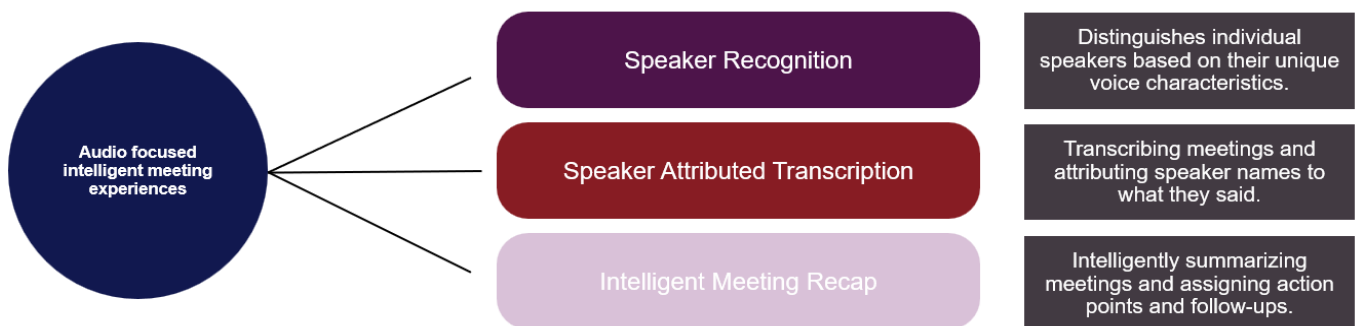 Audio focused
intelligent meeting
experiences
Speaker Recognition
Distinguishes individual
speakers based on their unique
voice characteristics.
Speaker Attributed Transcription
Transcribing meetings and
attributing speaker names to
what they said.
Intelligent Meeting Recap
Intelligently summarizing
meetings and assigning action
points and follow-ups.